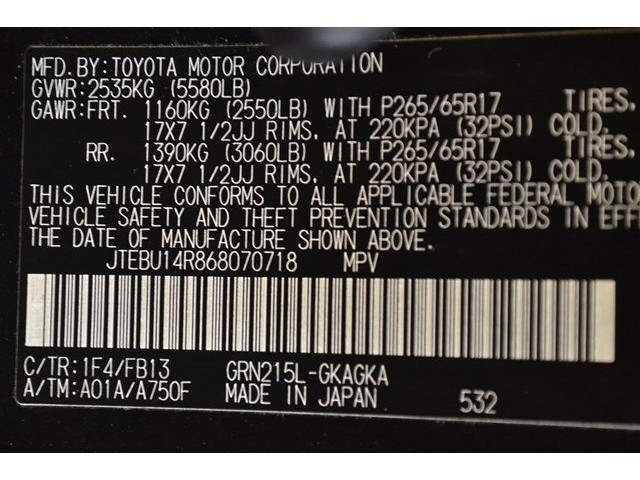 MFD.BY:TOYOTA MOTOR CORPORATION
GVWR:2535KG (5580LB)
GAWR:FRT. 1160KG (2550LB) WITH P265/65R17 TIRES.
17X7 1/2JJ RIMS, AT 220KPA (32PSI) COLD.
RR. 1390KG (3060LB) WITH P265/65R17 TIRES.
17X7 1/2JJ RIMS, AT 220KPA (32PSI) COLD.
THIS VEHICLE CONFORMS TO ALL APPLICABLE FEDERAL MOTO
VEHICLE SAFETY AND THEFT PREVENTION STANDARDS IN EFF
THE DATE OF MANUFACTURE SHOWN ABOVE.
JTEBU14R868070718 MPV
C/TR:1F4/FB13 GRN215L-GKAGKA
A/TM:A01A/A750F MADE IN JAPAN 532